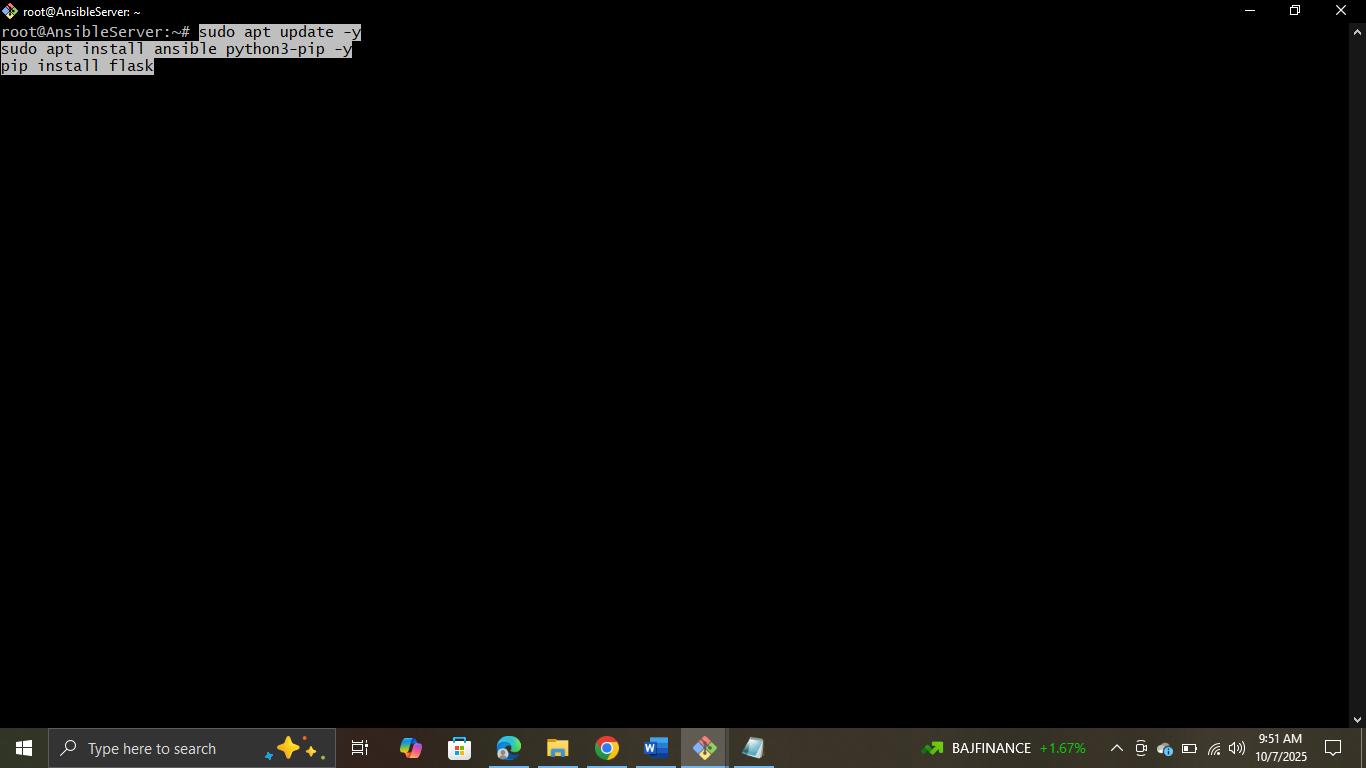 root@AnsibleServer: ~
root@AnsibleServer:~# sudo apt update -y
sudo apt install ansible python3-pip -y
pip install flask
Type here to search
BAJFINANCE +1.67%
9:51 AM
10/7/2025